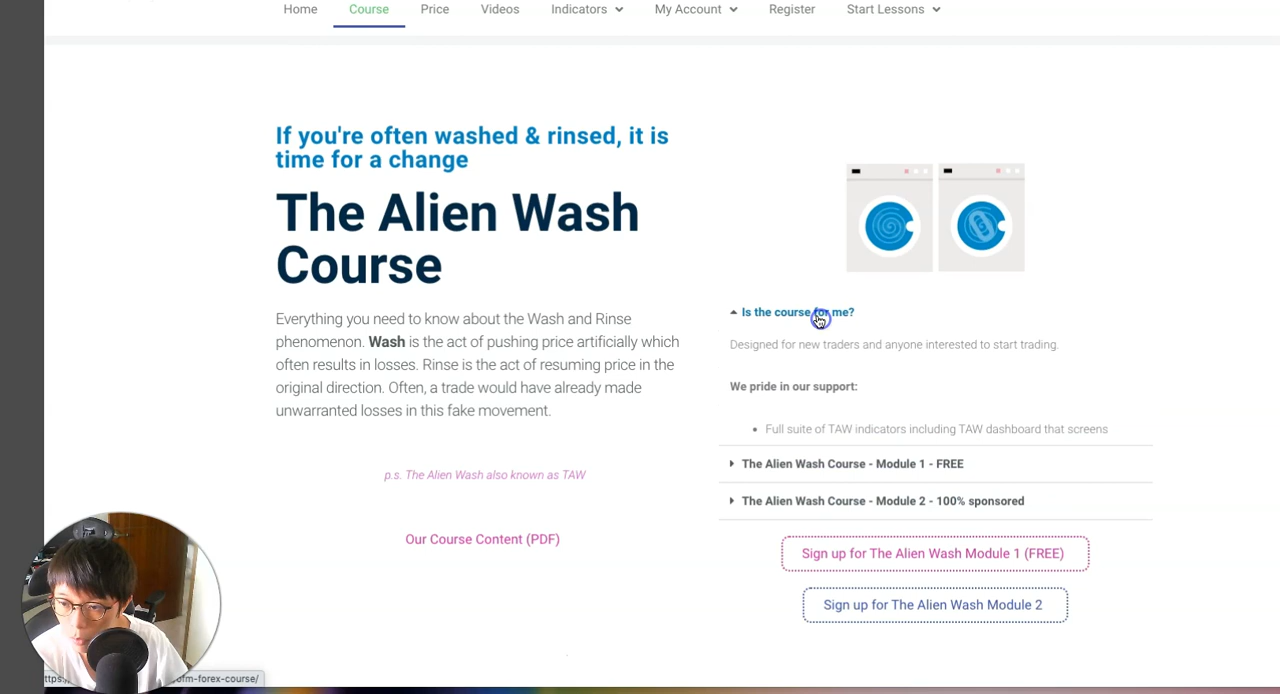 Home Course Price Videos Indicators My Account Register Start Lessons
If you're often washed & rinsed, it is
time for a change
The Alien Wash
Course
Everything you need to know about the Wash and Rinse
phenomenon. Wash is the act of pushing price artificially which
often results in losses. Rinse is the act of resuming price in the
original direction. Often, a trade would have already made
unwarranted losses in this fake movement.
p.s. The Alien Wash also known as TAW
Our Course Content (PDF)
Is the course for me?
Designed for new traders and anyone interested to start trading.
We pride in our support:
• Full suite of TAW indicators including TAW dashboard that screens
The Alien Wash Course - Module 1 - FREE
The Alien Wash Course - Module 2 - 100% sponsored
Sign up for The Alien Wash Module 1 (FREE)
Sign up for The Alien Wash Module 2